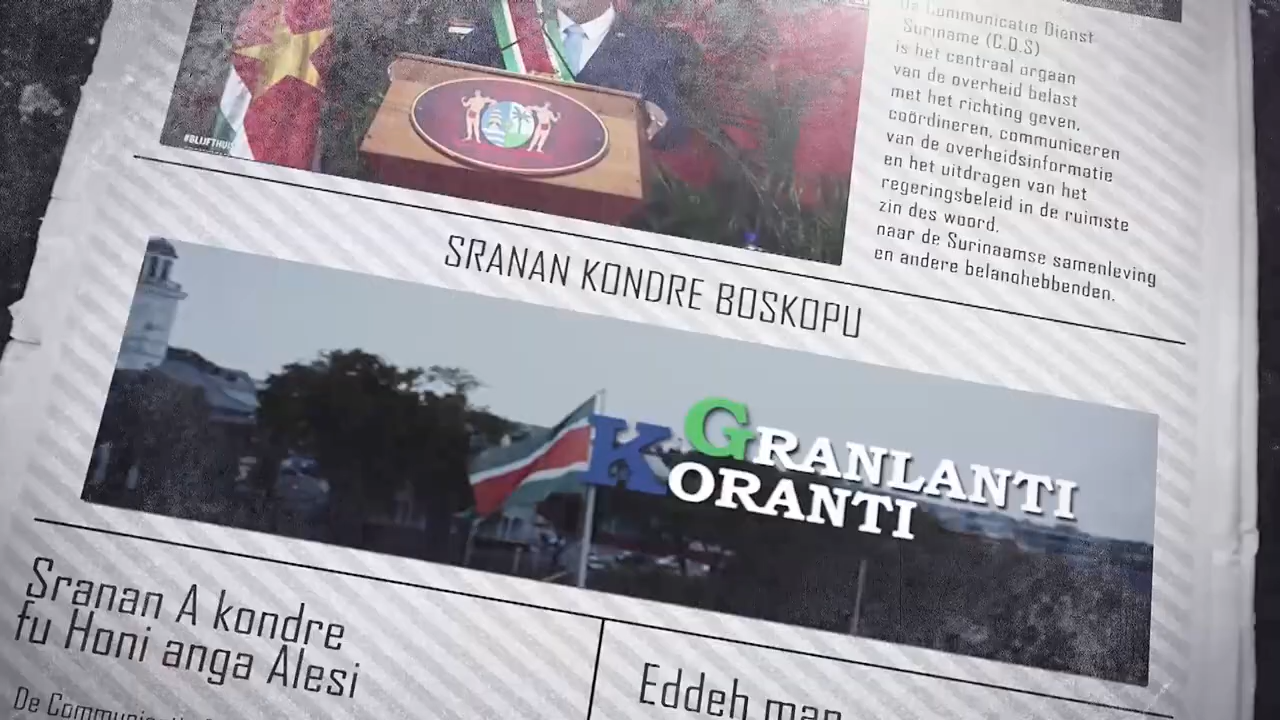 #BLIJFTHUI
De Communicatie Dienst
Suriname (C.D.S)
is het centraal orgaan
van de overheid belast
met het richting geven,
coördineren, communiceren
van de overheidsinformatie
en het uitdragen van het
regeringsbeleid in de ruimste
zin des woord.
naar de Surinaamse samenleving
en andere belanghebbenden.
SRANAN KONDRE BOSKOPU
GRANLANTI
KORANTI
Sranan A kondre
fu Honi anga Alesi
De
Eddeh man